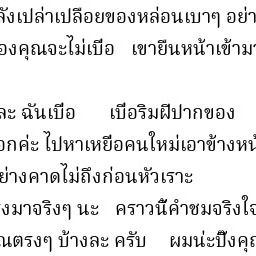 ลังเปล่าเปลือยของหล่อนเบาๆ อย่า
องคุณจะไม่เบือ เขายืนหน้าเข้ามา
ละ ฉันเบือ เบือริมฝีปากของ
อกค่ะ ไปหาเหยือคนใหม่เอาข้างหน้
ย่างคาดไม่ถึงก่อนหัวเราะ
งมาจริงๆ นะ คราวนี้คำชมจริงใจ
ณตรงๆ บ้างละ ครับ ผมน่ะปิ๊งคุณ